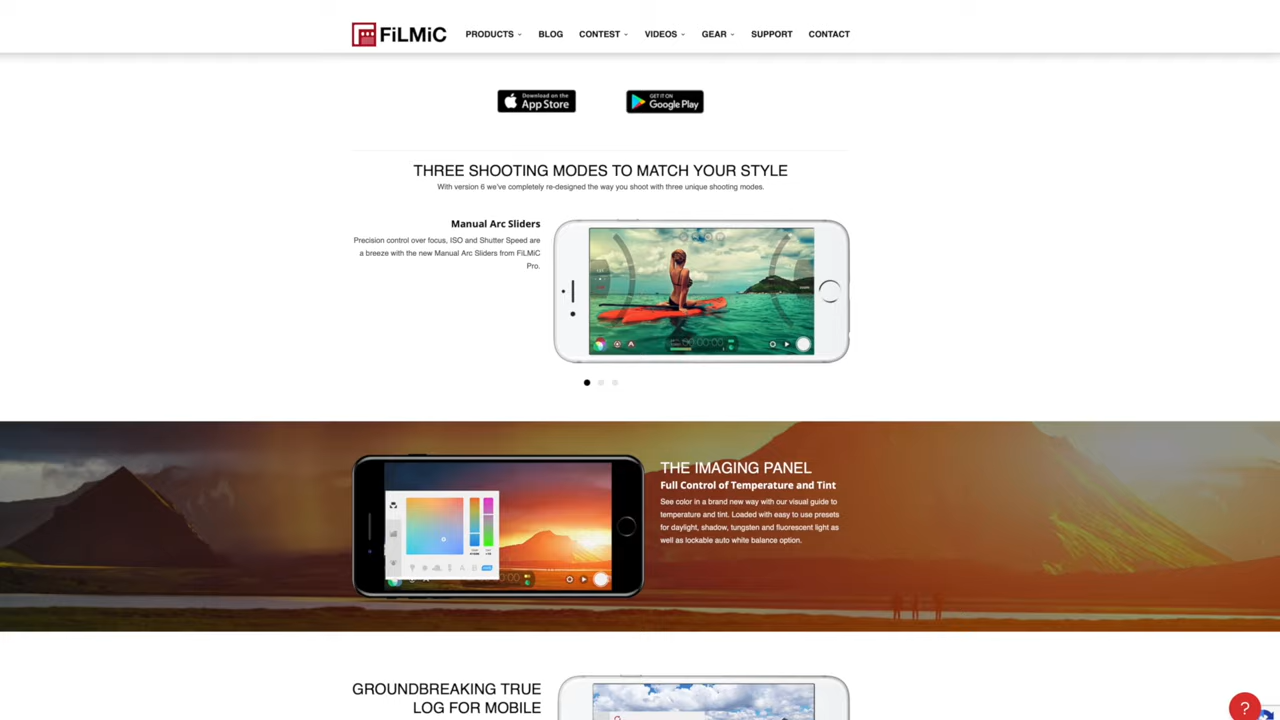 FiLMiC
PRODUCTS
BLOG
CONTEST
VIDEOS
GEAR
SUPPORT
CONTACT
Download on the
App Store
GET IT ON
Google Play
THREE SHOOTING MODES TO MATCH YOUR STYLE
With version 6 we've completely re-designed the way you shoot with three unique shooting modes.
Manual Arc Sliders
Precision control over focus, ISO and Shutter Speed are
a breeze with the new Manual Arc Sliders from FiLMiC
Pro.
THE IMAGING PANEL
Full Control of Temperature and Tint
See color in a brand new way with our visual guide to
temperature and tint. Loaded with easy to use presets
for daylight, shadow, tungsten and fluorescent light as
well as lockable auto white balance option.
GROUNDBREAKING TRUE
LOG FOR MOBILE
?